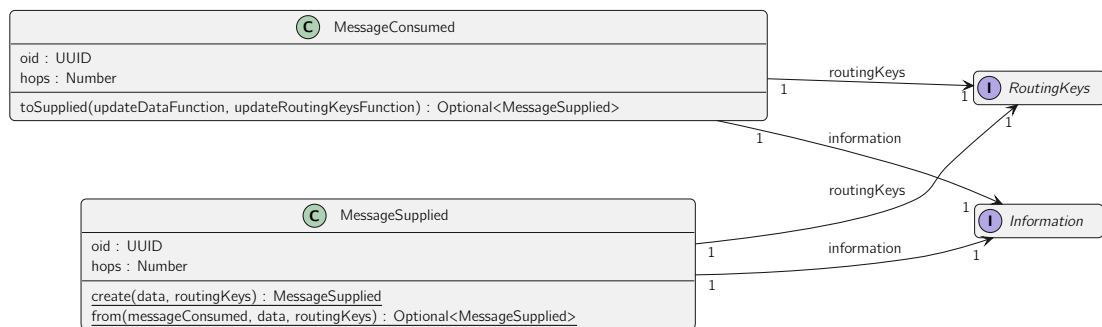 C MessageConsumed
oid : UUID
hops : Number
toSupplied(updateDataFunction, updateRoutingKeysFunction) : Optional<MessageSupplied>
routingKeys
1
1
I RoutingKeys
1
information
1
1
routingKeys
C MessageSupplied
oid : UUID
hops : Number
create(data, routingKeys) : MessageSupplied
from(messageConsumed, data, routingKeys) : Optional<MessageSupplied>
1
information
1
1
I Information